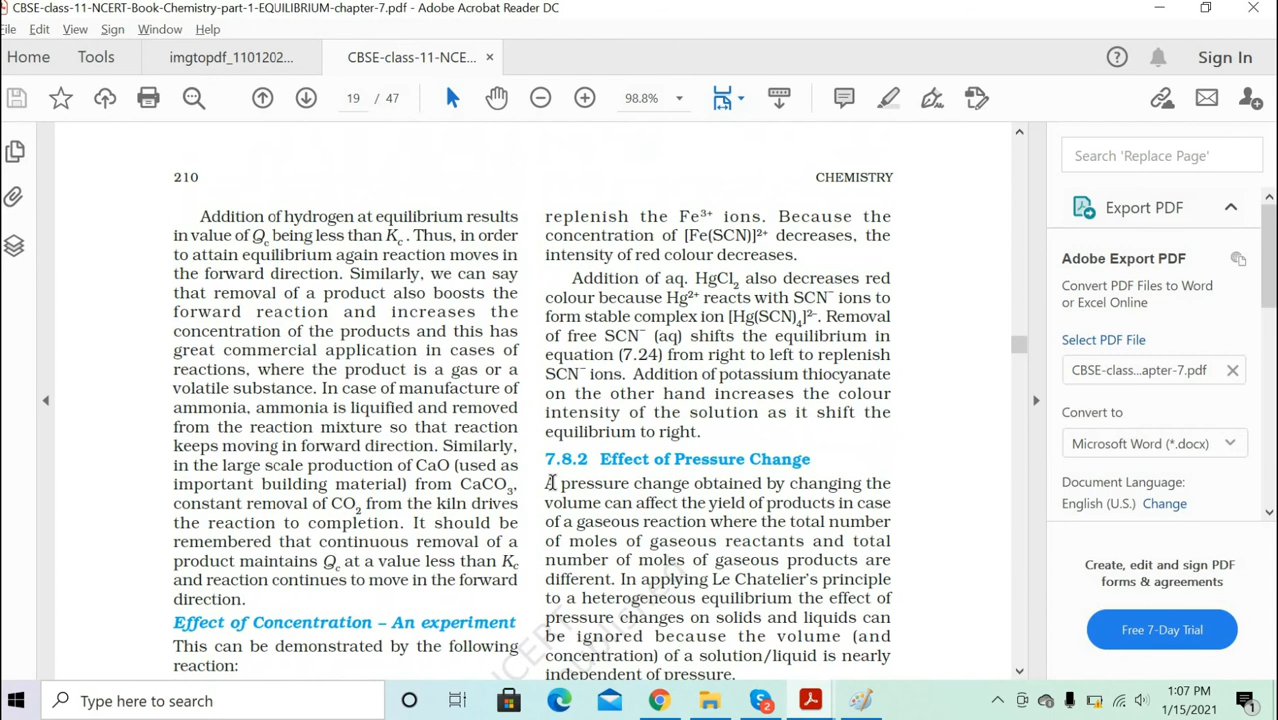 CBSE-class-11-NCERT-Book-Chemistry-part-1-EQUILIBRIUM-chapter-7.pdf - Adobe Acrobat Reader DC
File Edit View Sign Window Help
Home Tools imgtopdf_1101202... CBSE-class-11-NCE... × Sign In
19 / 47 98.8%
210 CHEMISTRY
Addition of hydrogen at equilibrium results
in value of Qc being less than Kc . Thus, in order
to attain equilibrium again reaction moves in
the forward direction. Similarly, we can say
that removal of a product also boosts the
forward reaction and increases the
concentration of the products and this has
great commercial application in cases of
reactions, where the product is a gas or a
volatile substance. In case of manufacture of
ammonia, ammonia is liquified and removed
from the reaction mixture so that reaction
keeps moving in forward direction. Similarly,
in the large scale production of CaO (used as
important building material) from CaCO₃,
constant removal of CO₂ from the kiln drives
the reaction to completion. It should be
remembered that continuous removal of a
product maintains Qc at a value less than Kc
and reaction continues to move in the forward
direction.
Effect of Concentration – An experiment
This can be demonstrated by the following
reaction:
replenish the Fe³⁺ ions. Because the
concentration of [Fe(SCN)]²⁺ decreases, the
intensity of red colour decreases.
Addition of aq. HgCl₂ also decreases red
colour because Hg²⁺ reacts with SCN⁻ ions to
form stable complex ion [Hg(SCN)₄]²⁻. Removal
of free SCN⁻ (aq) shifts the equilibrium in
equation (7.24) from right to left to replenish
SCN⁻ ions. Addition of potassium thiocyanate
on the other hand increases the colour
intensity of the solution as it shift the
equilibrium to right.
7.8.2 Effect of Pressure Change
A pressure change obtained by changing the
volume can affect the yield of products in case
of a gaseous reaction where the total number
of moles of gaseous reactants and total
number of moles of gaseous products are
different. In applying Le Chatelier's principle
to a heterogeneous equilibrium the effect of
pressure changes on solids and liquids can
be ignored because the volume (and
concentration) of a solution/liquid is nearly
independent of pressure.
Search 'Replace Page'
Export PDF
Adobe Export PDF
Convert PDF Files to Word
or Excel Online
Select PDF File
CBSE-class...apter-7.pdf
Convert to
Microsoft Word (*.docx)
Document Language:
English (U.S.) Change
Create, edit and sign PDF
forms & agreements
Free 7-Day Trial
Type here to search
2
1:07 PM
1/15/2021
1